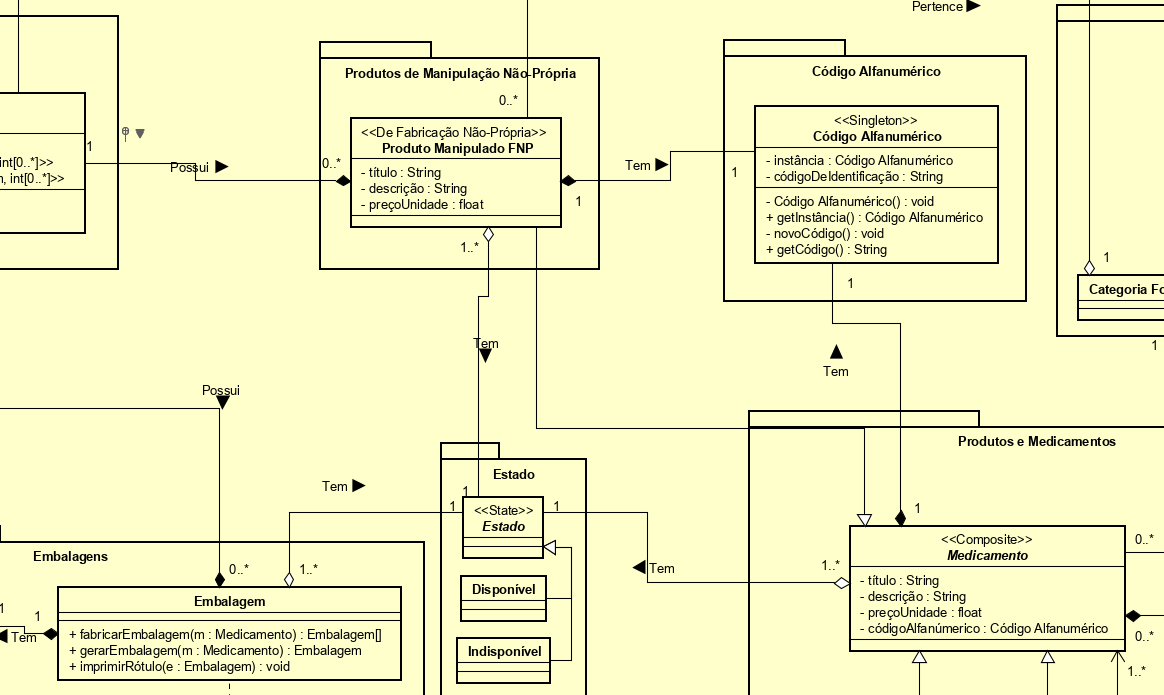 Pertence
Produtos de Manipulação Não-Própria
0..*
<<De Fabricação Não-Própria>>
Produto Manipulado FNP
- título : String
- descrição : String
- preçoUnidade : float
1..*
int[0..*]>>
n, int[0..*]>>
1
Possui
0..*
Tem
1
1
Código Alfanumérico
<<Singleton>>
Código Alfanumérico
- instância : Código Alfanumérico
- códigoDeIdentificação : String
- Código Alfanumérico() : void
+ getInstância() : Código Alfanumérico
- novoCódigo() : void
+ getCódigo() : String
1
1
Categoria Fo
1
Tem
Tem
Possui
Tem
Estado
1
1
1
<<State>>
Estado
Disponível
Indisponível
Tem
Embalagens
0..*
1..*
Embalagem
+ fabricarEmbalagem(m : Medicamento) : Embalagem[]
+ gerarEmbalagem(m : Medicamento) : Embalagem
+ imprimirRótulo(e : Embalagem) : void
1
1
Tem
Produtos e Medicamentos
1
1..*
<<Composite>>
Medicamento
- título : String
- descrição : String
- preçoUnidade : float
- códigoAlfanúmerico : Código Alfanumérico
0..*
0..*
1..*